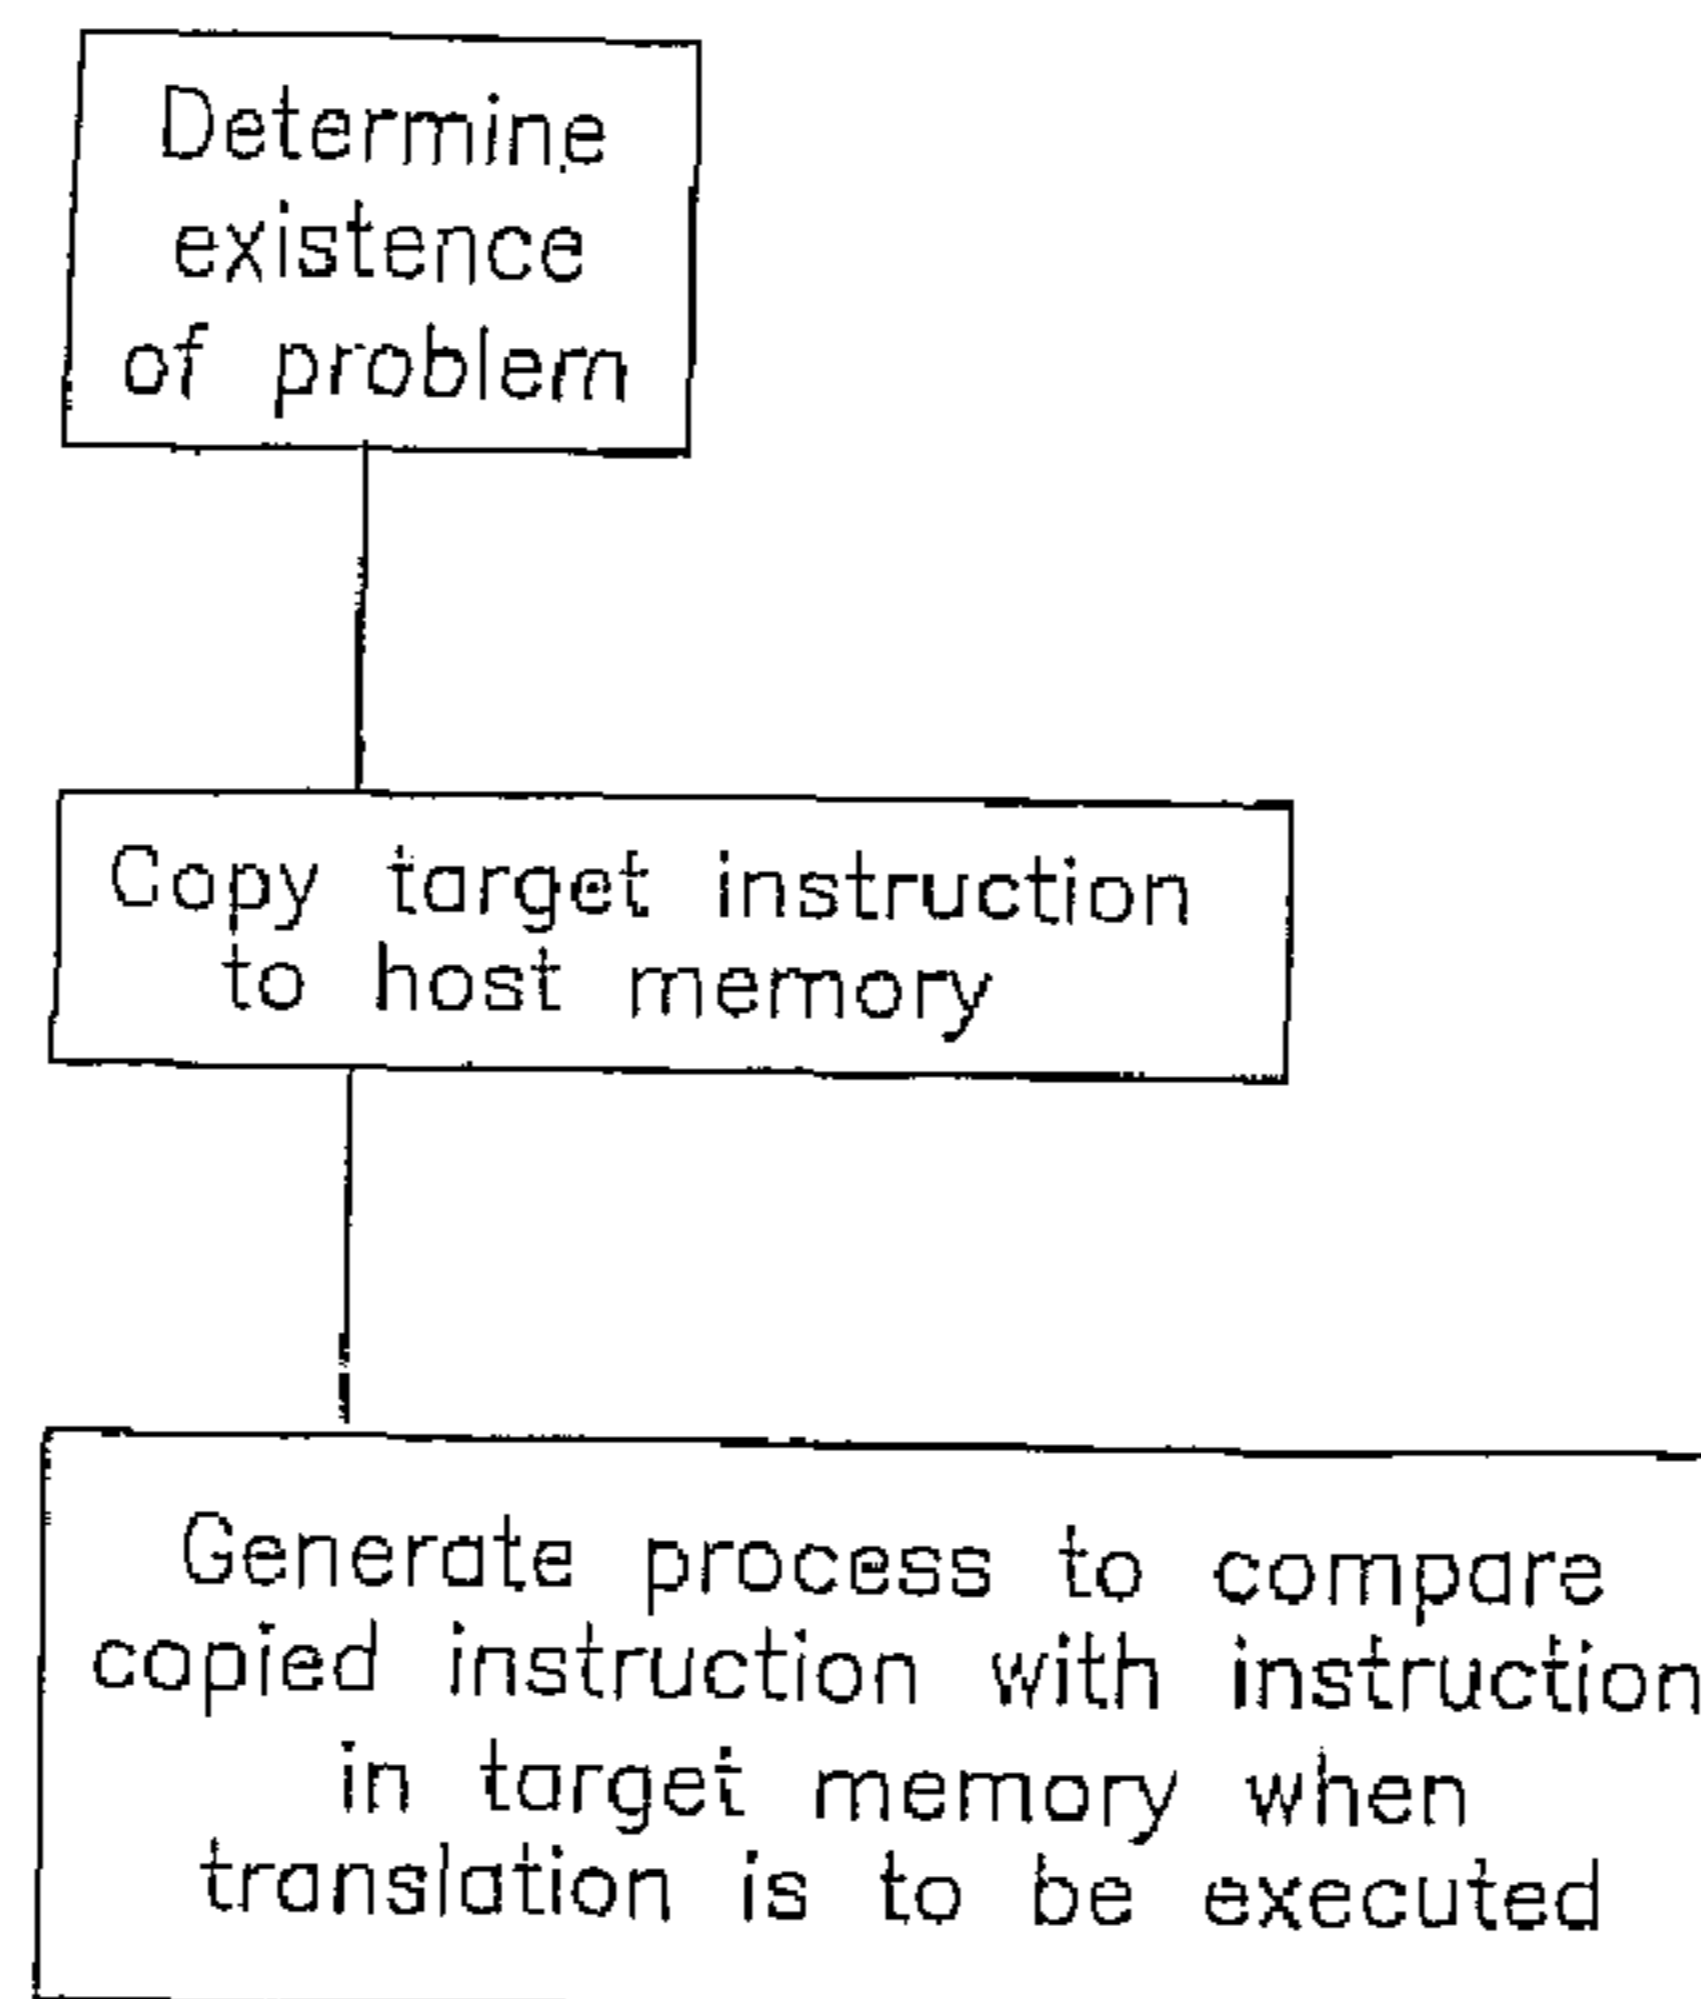 Determine
existence
of problem
Copy target instruction
to host memory
Generate process to compare
copied instruction with instruction
in target memory when
translation is to be executed